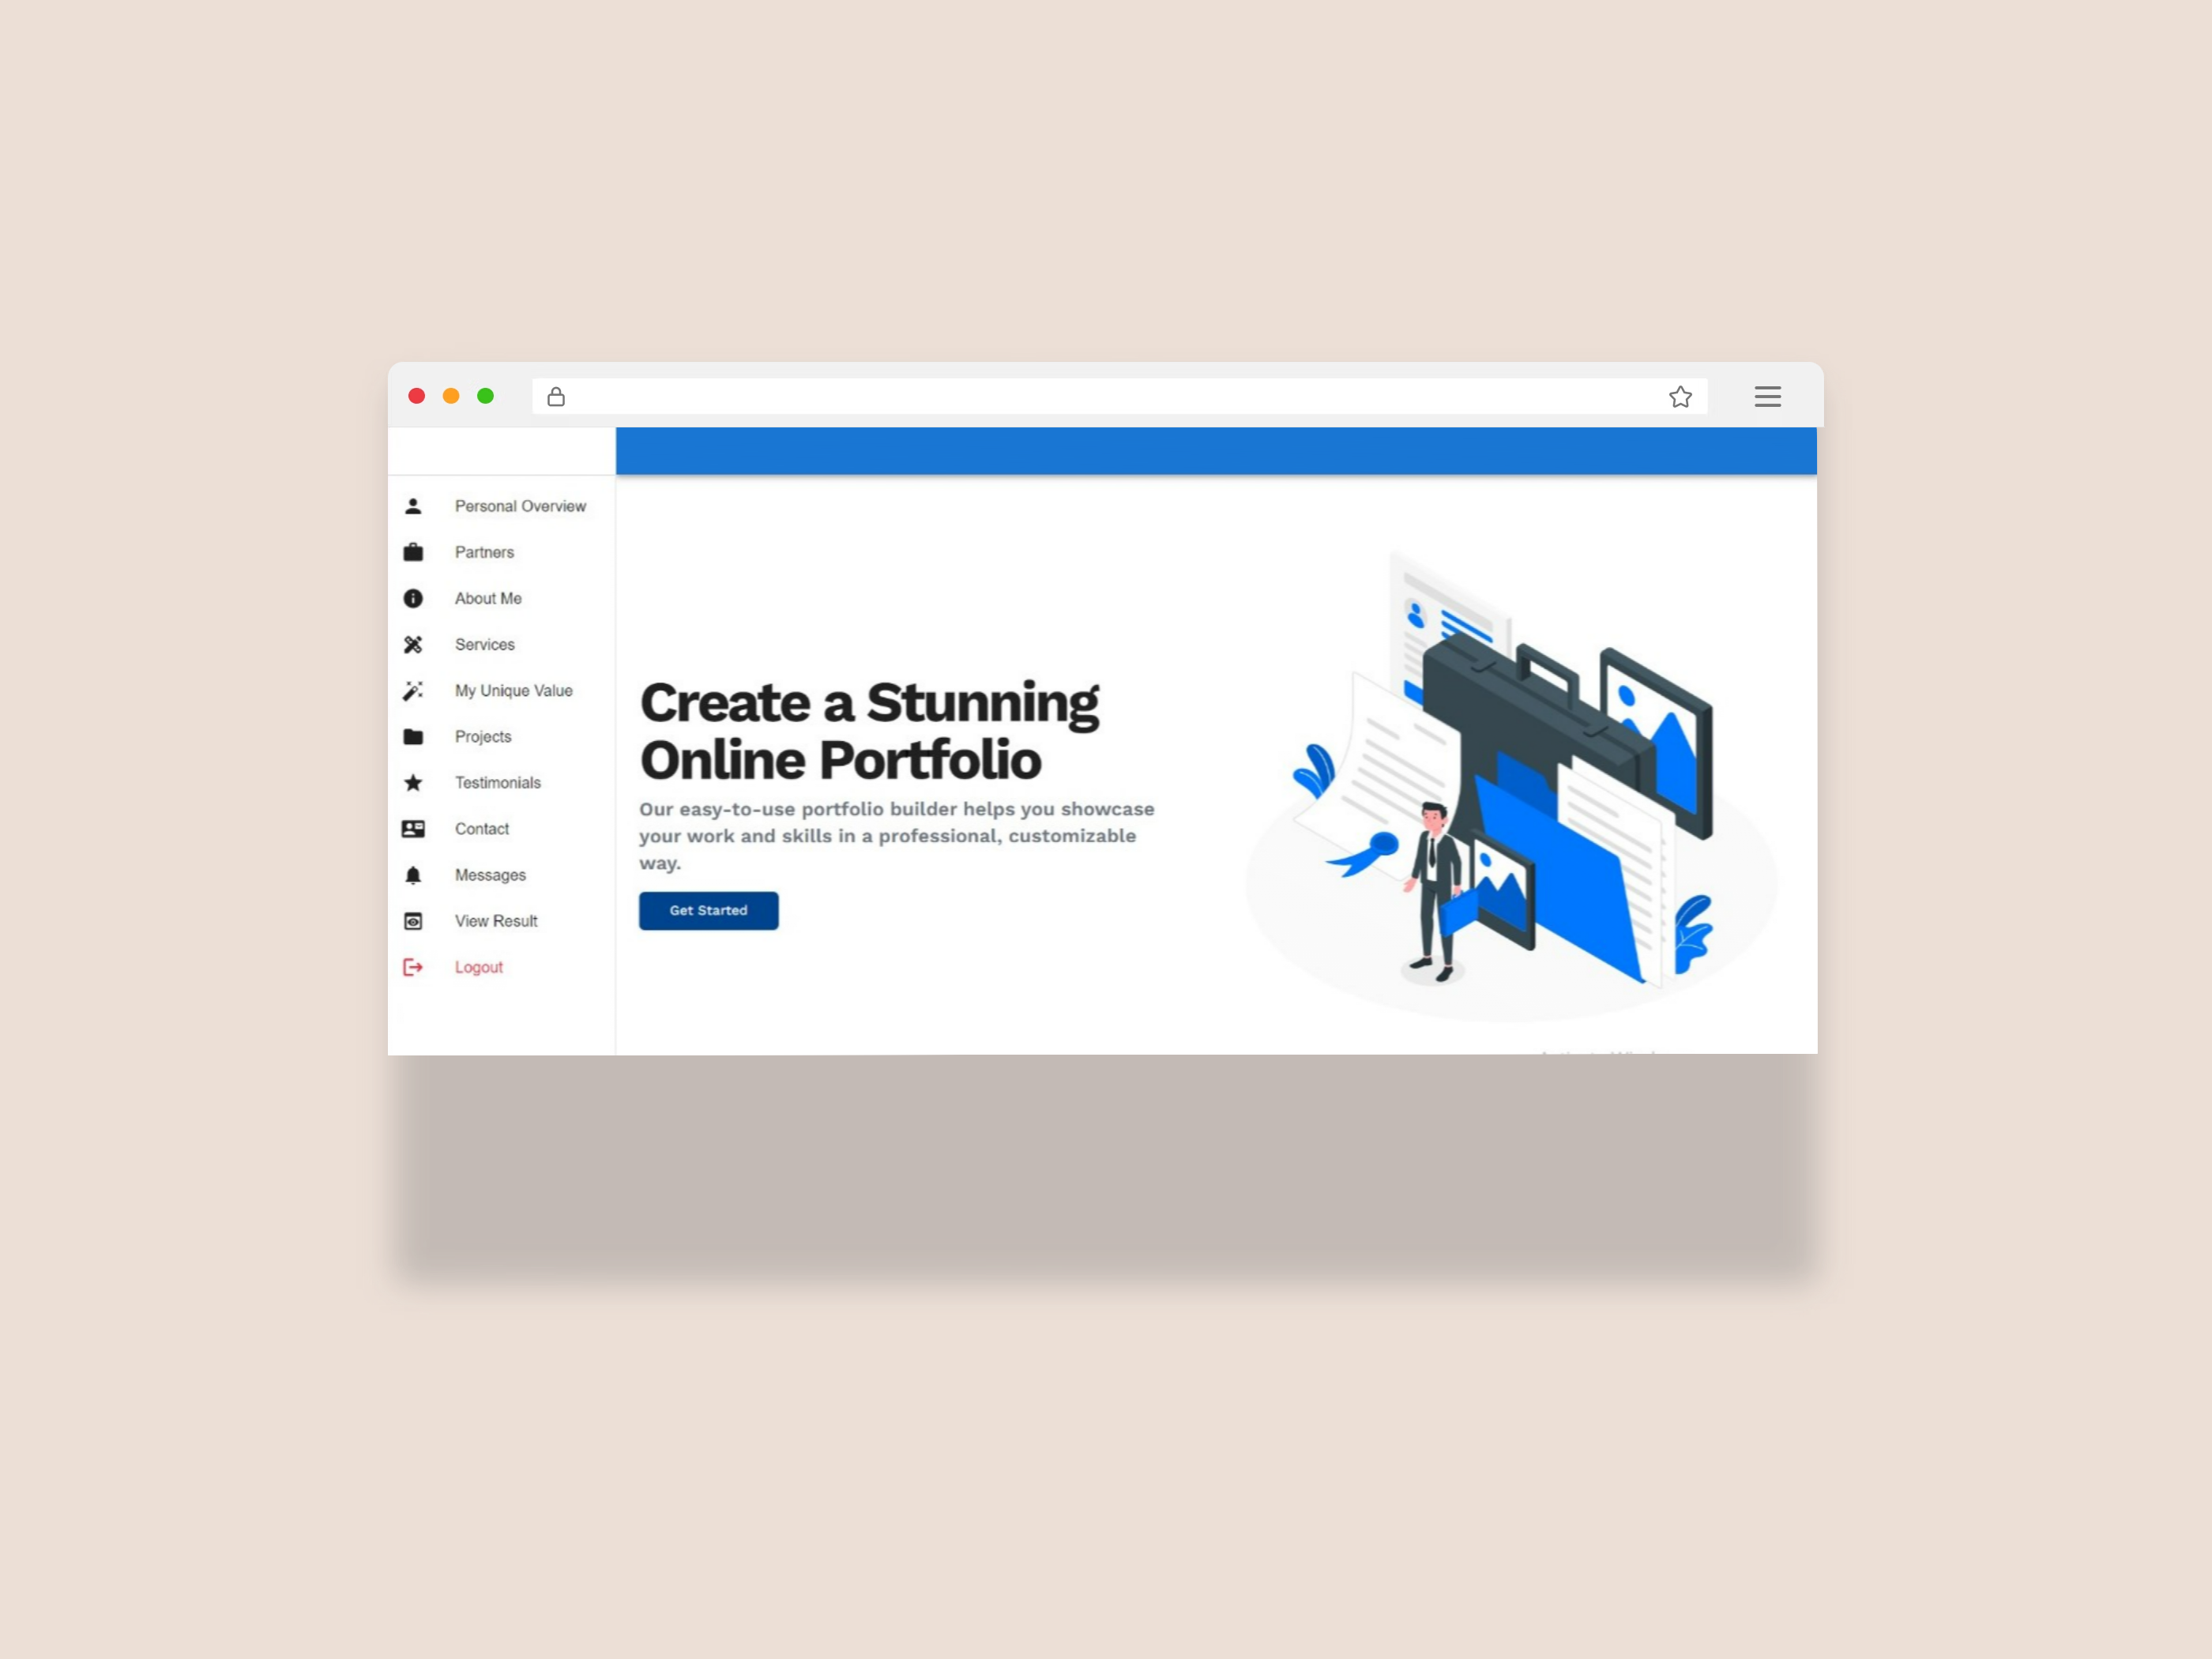 Personal Overview
Partners
About Me
Services
My Unique Value
Projects
Testimonials
Contact
Messages
View Result
Logout
Create a Stunning
Online Portfolio
Our easy-to-use portfolio builder helps you showcase
your work and skills in a professional, customizable
way.
Get Started